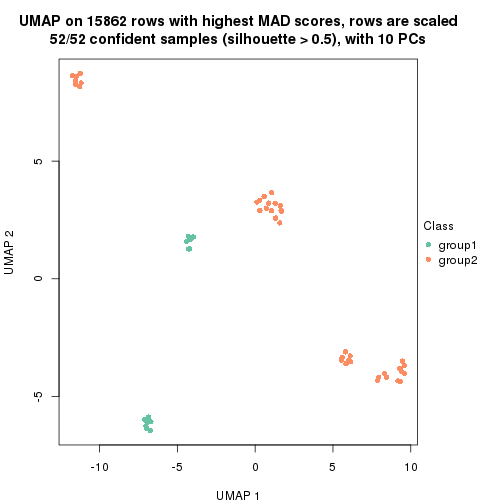 UMAP on 15862 rows with highest MAD scores, rows are scaled
52/52 confident samples (silhouette > 0.5), with 10 PCs
5
0
-5
UMAP 2
-10
-5
0
5
10
UMAP 1
Class
group1
group2